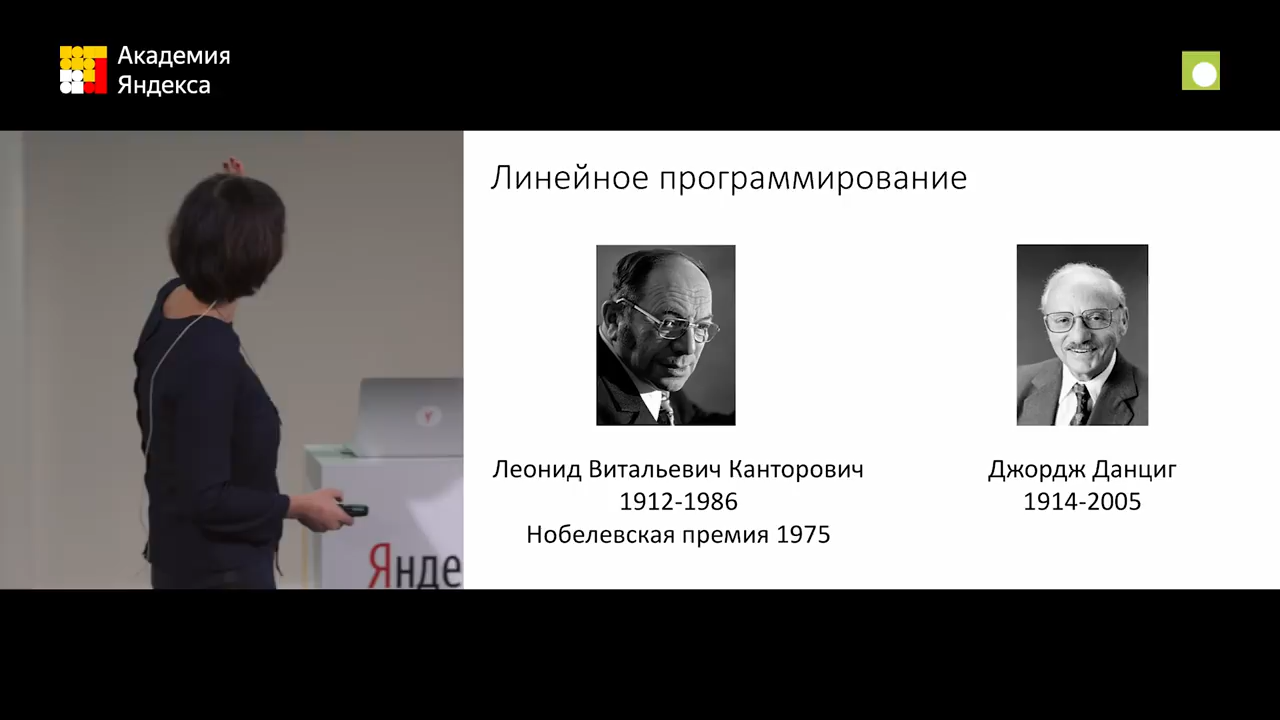 Академия
Яндекса
Линейное программирование
Леонид Витальевич Канторович
1912-1986
Нобелевская премия 1975
Джордж Данциг
1914-2005
Янде